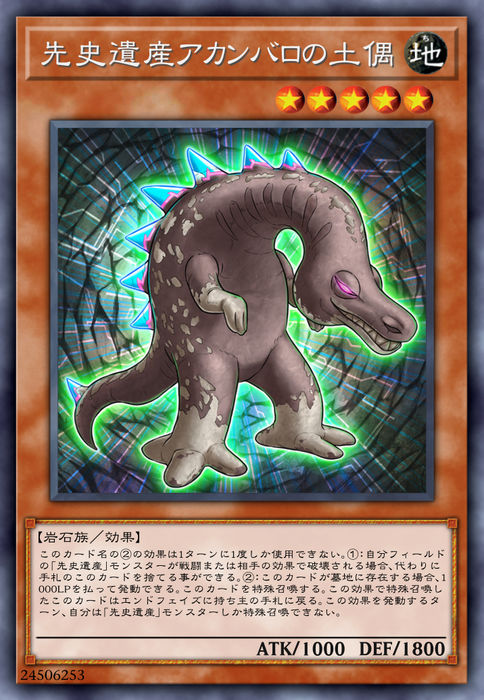 先史遺産アカンバロの土偶
地
ち
【岩石族／効果】
このカード名の②の効果は1ターンに1度しか使用できない。①：自分フィールド
の「先史遺産」モンスターが戦闘または相手の効果で破壊される場合、代わりに
手札のこのカードを捨てる事ができる。②：このカードが墓地に存在する場合、1
000LPを払って発動できる。このカードを特殊召喚する。この効果で特殊召喚し
たこのカードはエンドフェイズに持ち主の手札に戻る。この効果を発動するタ
ーン、自分は「先史遺産」モンスターしか特殊召喚できない。
ATK/1000 DEF/1800
24506253